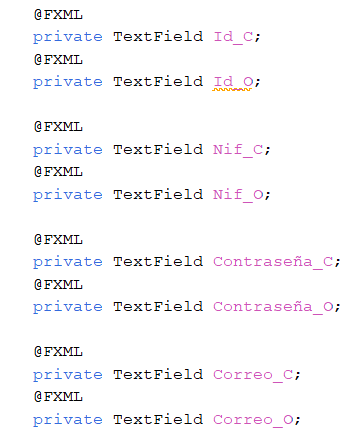 @FXML
private TextField Id_C;
@FXML
private TextField Id_O;
@FXML
private TextField Nif_C;
@FXML
private TextField Nif_O;
@FXML
private TextField Contraseña_C;
@FXML
private TextField Contraseña_O;
@FXML
private TextField Correo_C;
@FXML
private TextField Correo_O;